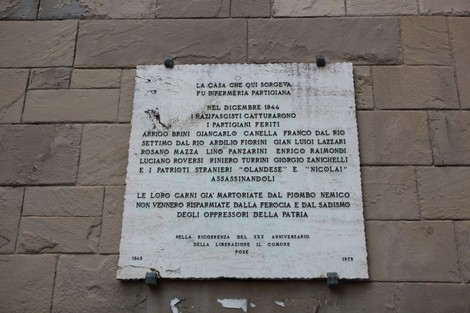 LA CASA CHE QUI SORGEVA
FU INFERMERIA PARTIGIANA
NEL DICEMBRE 1944
I NAZIFASCISTI CATTURARONO
I PARTIGIANI FERITI
ARRIGO BRINI GIANCARLO CANELLA FRANCO DAL RIO
SETTIMO DAL RIO ARDILIO FIORINI GIAN LUIGI LAZZARI
ROSANO MAZZA LINO PANZARINI ENRICO RAIMONDI
LUCIANO ROVERSI RINIERO TURRINI GIORGIO ZANICHELLI
E I PATRIOTI STRANIERI "OLANDESE" E "NICOLAI"
ASSASSINANDOLI
LE LORO CARNI GIA' MARTORIATE DAL PIOMBO NEMICO
NON VENNERO RISPARMIATE DALLA FEROCIA E DAL SADISMO
DEGLI OPPRESSORI DELLA PATRIA
NELLA RICORRENZA DEL XXX ANNIVERSARIO
DELLA LIBERAZIONE IL COMUNE
POSE
1945 1975